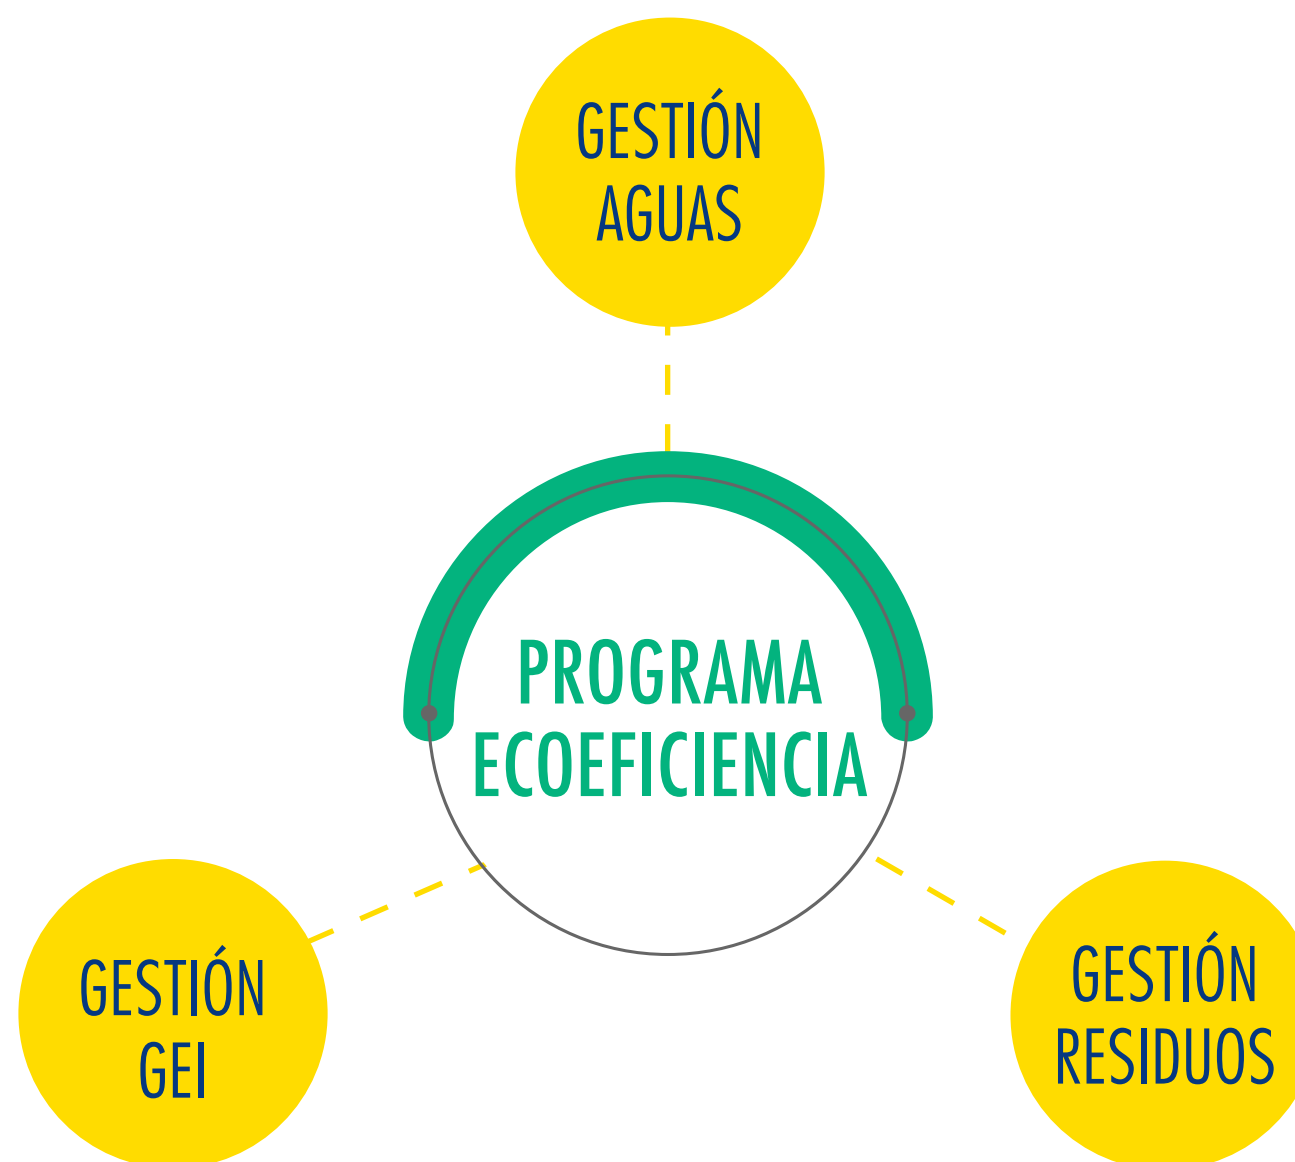 GESTIÓN
AGUAS
PROGRAMA
ECOEFICIENCIA
GESTIÓN
GEI
GESTIÓN
RESIDUOS